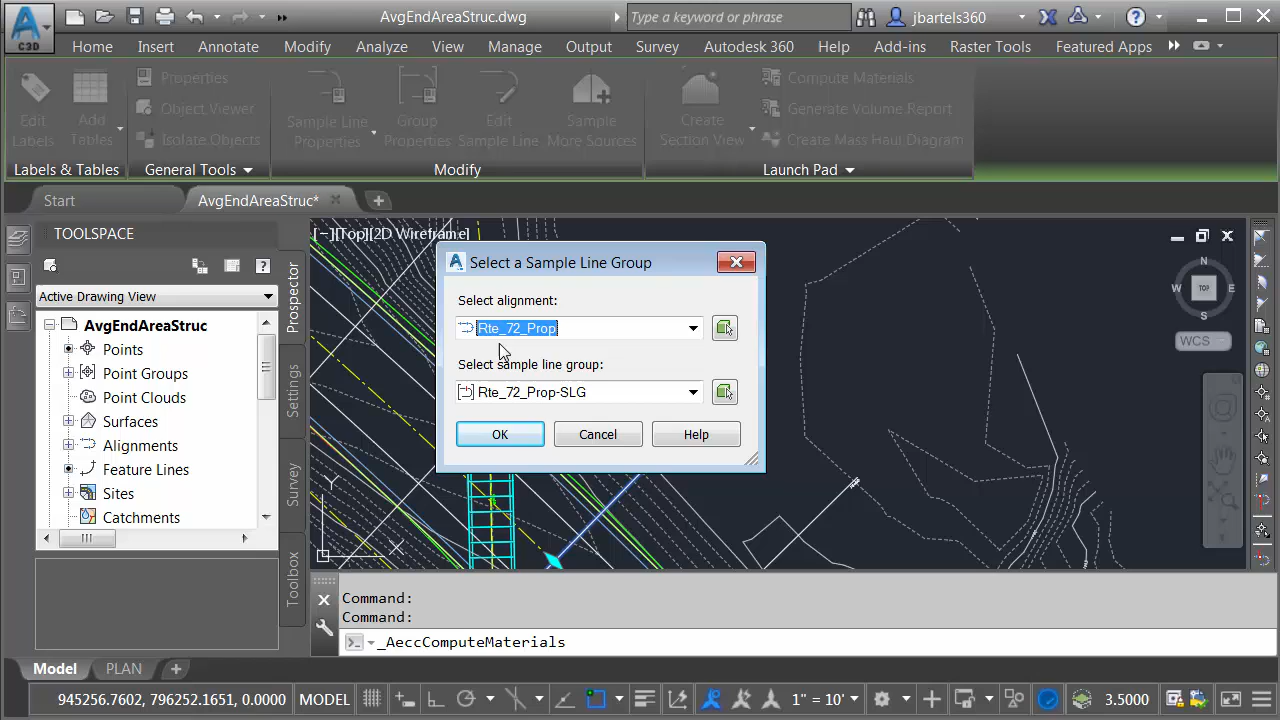 AvgEndAreaStruc.dwg
Type a keyword or phrase
jbartels360
C3D
Home Insert Annotate Modify Analyze View Manage Output Survey Autodesk 360 Help Add-ins Raster Tools Featured Apps
Edit Labels
Add Tables
Properties
Object Viewer
Isolate Objects
Sample Line Properties
Group Properties
Edit Sample Line
Sample More Sources
Create Section View
Compute Materials
Generate Volume Report
Create Mass Haul Diagram
Labels & Tables General Tools Modify Launch Pad
Start AvgEndAreaStruc*
TOOLSPACE
Active Drawing View
AvgEndAreaStruc
Points
Point Groups
Point Clouds
Surfaces
Alignments
Feature Lines
Sites
Catchments
Prospector
Settings
Survey
Toolbox
[−][Top][2D Wireframe]
Select a Sample Line Group
Select alignment:
Rte_72_Prop
Select sample line group:
Rte_72_Prop-SLG
OK Cancel Help
N
W TOP E
S
WCS
Y
X
Command:
Command:
_AeccComputeMaterials
Model PLAN
945256.7602, 796252.1651, 0.0000 MODEL 1" = 10' 3.5000